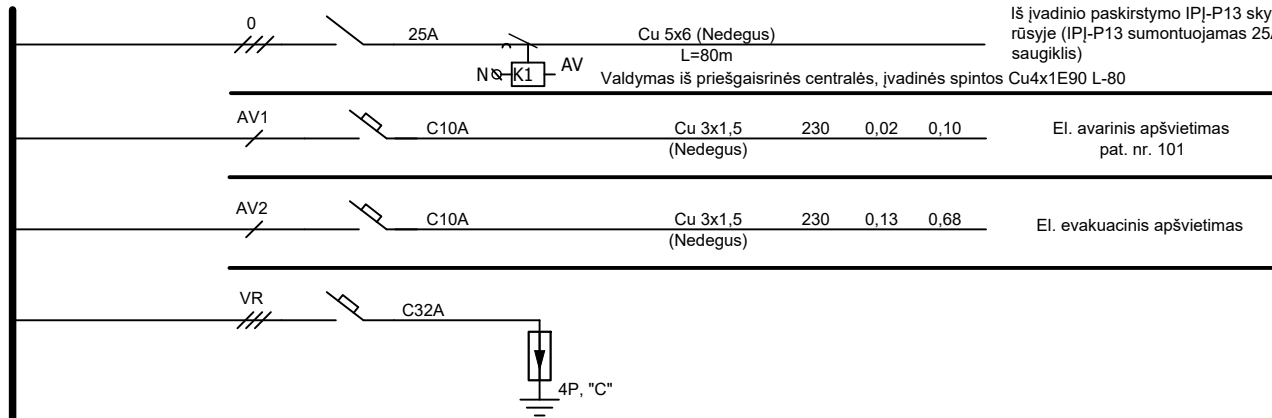 0
25A
Cu 5x6 (Nedegus)
L=80m
Iš įvadinio paskirstymo IPĮ-P13
rūsyje (IPĮ-P13 sumontuojamas
saugiklis)
N K1 AV
Valdymas iš priešgaisrinės centralės, įvadinės spintos Cu4x1E90 L-80
AV1
C10A
Cu 3x1,5 230 0,02 0,10
(Nedegus)
El. avarinis apšvietimas
pat. nr. 101
AV2
C10A
Cu 3x1,5 230 0,13 0,68
(Nedegus)
El. evakuacinis apšvietimas
VR
C32A
4P, "C"